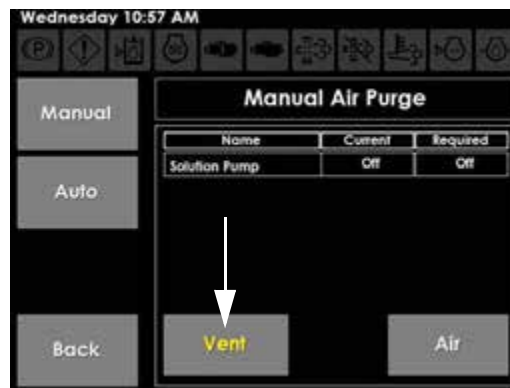 Wednesday 10:57 AM
Manual Air Purge
Manual
Name Current Required
Solution Pump Off Off
Auto
Back
Vent
Air